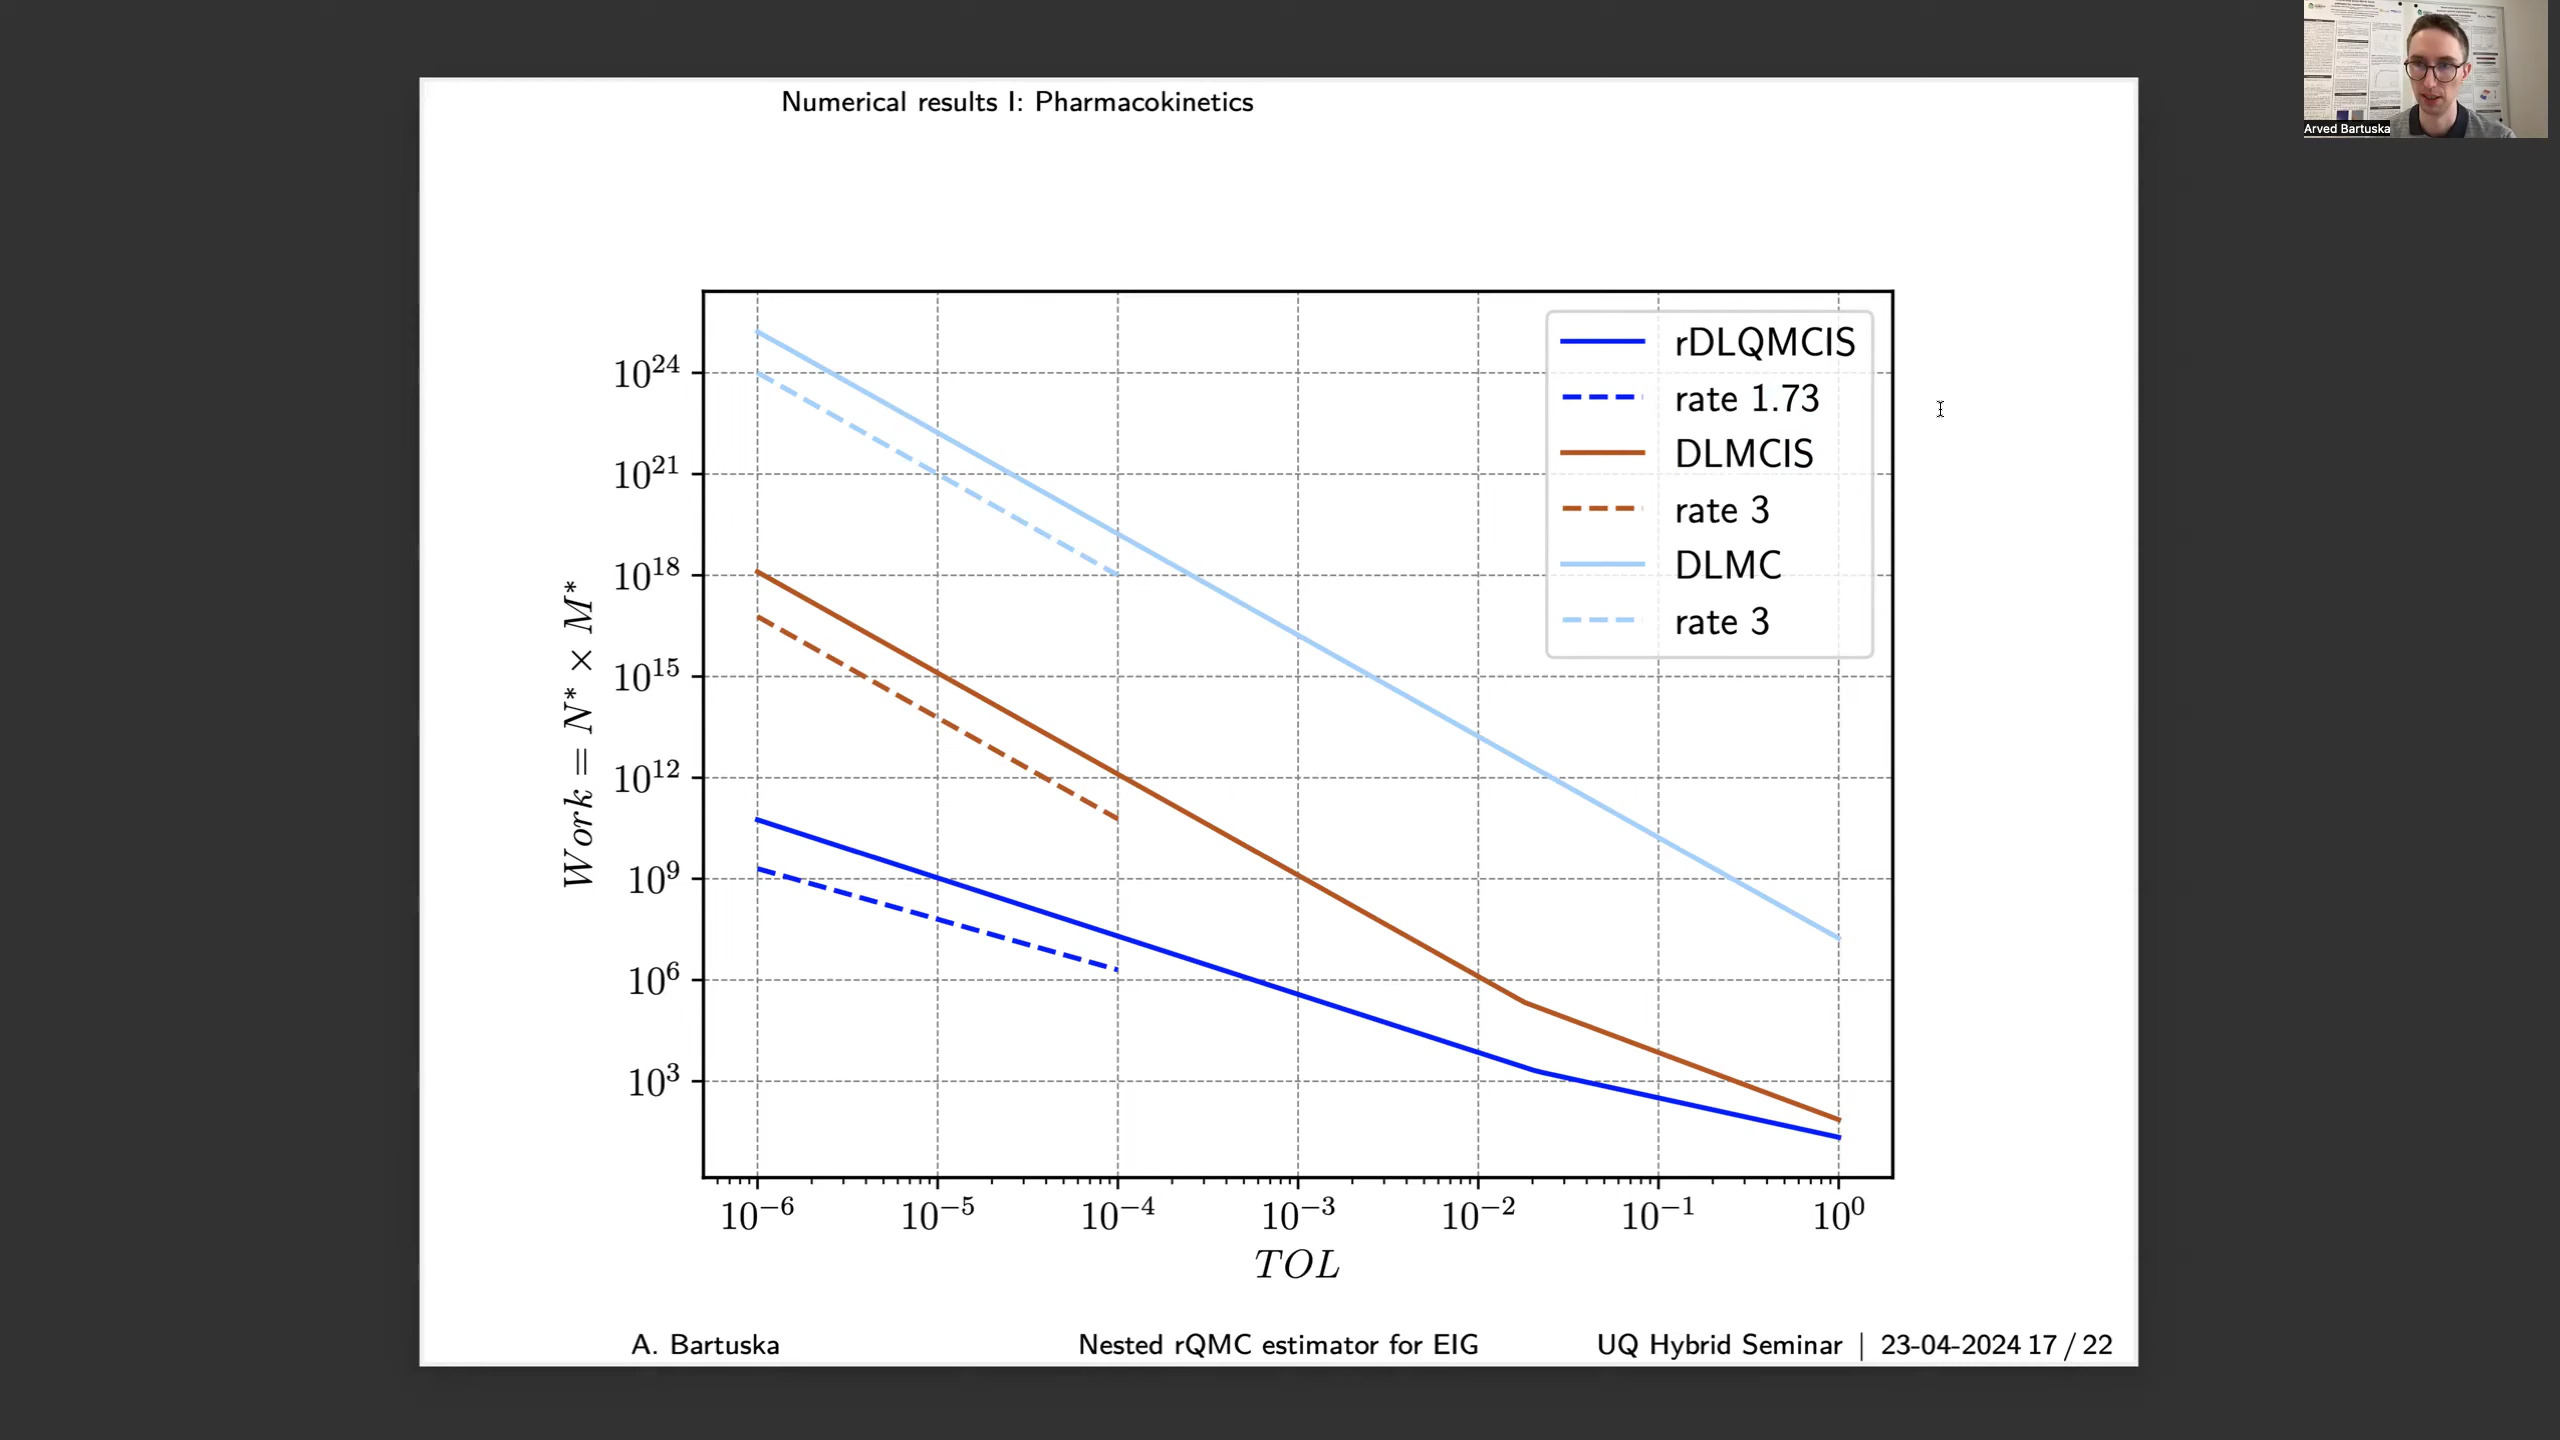 Numerical results I: Pharmacokinetics
Arved Bartuska
rDLQMCIS
rate 1.73
DLMCIS
rate 3
DLMC
rate 3
10^24
10^21
10^18
10^15
10^12
10^9
10^6
10^3
Work = N* × M*
10^−6 10^−5 10^−4 10^−3 10^−2 10^−1 10^0
TOL
A. Bartuska Nested rQMC estimator for EIG UQ Hybrid Seminar | 23-04-2024 17 / 22